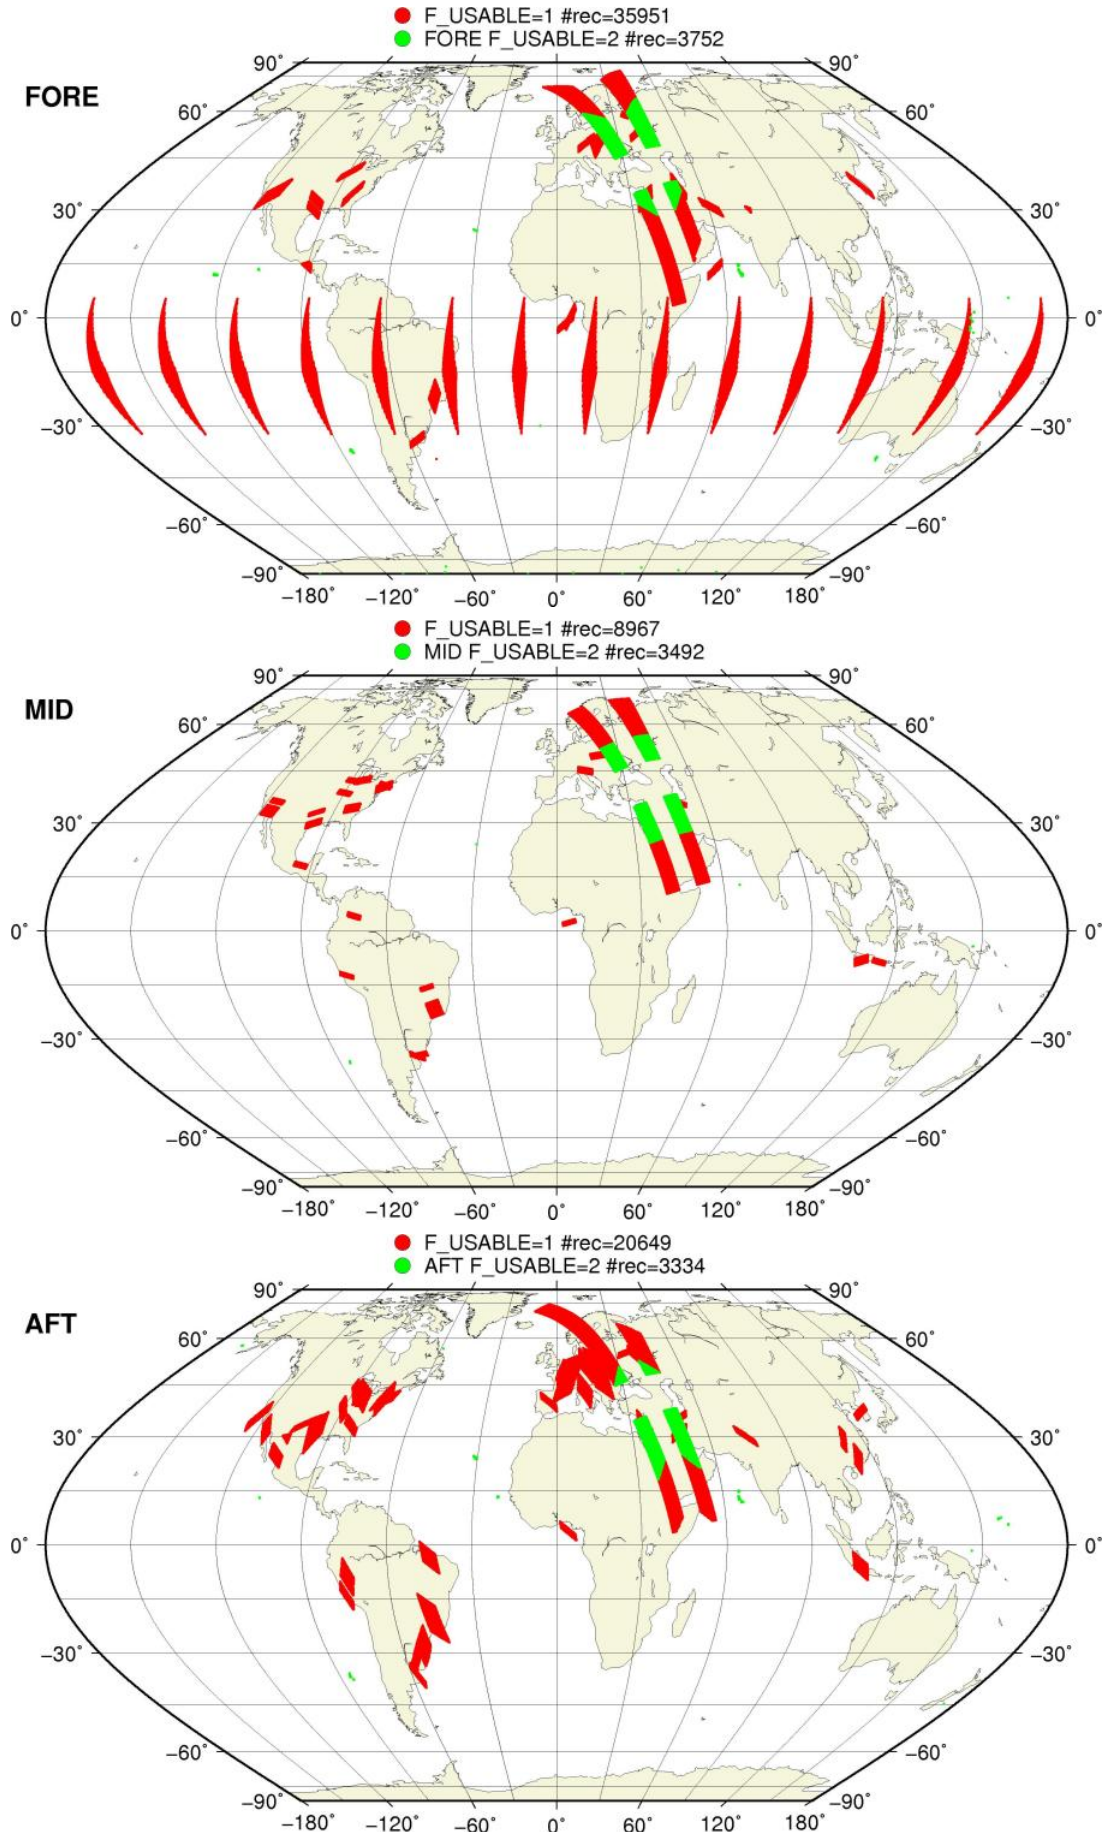 F_USABLE=1 #rec=35951
FORE F_USABLE=2 #rec=3752
FORE
90˚ 90˚
60˚ 60˚
30˚ 30˚
0˚ 0˚
−30˚ −30˚
−60˚ −60˚
−90˚ −90˚
−180˚ −120˚ −60˚ 0˚ 60˚ 120˚ 180˚
F_USABLE=1 #rec=8967
MID F_USABLE=2 #rec=3492
MID
90˚ 90˚
60˚ 60˚
30˚ 30˚
0˚ 0˚
−30˚ −30˚
−60˚ −60˚
−90˚ −90˚
−180˚ −120˚ −60˚ 0˚ 60˚ 120˚ 180˚
F_USABLE=1 #rec=20649
AFT F_USABLE=2 #rec=3334
AFT
90˚ 90˚
60˚ 60˚
30˚ 30˚
0˚ 0˚
−30˚ −30˚
−60˚ −60˚
−90˚ −90˚
−180˚ −120˚ −60˚ 0˚ 60˚ 120˚ 180˚